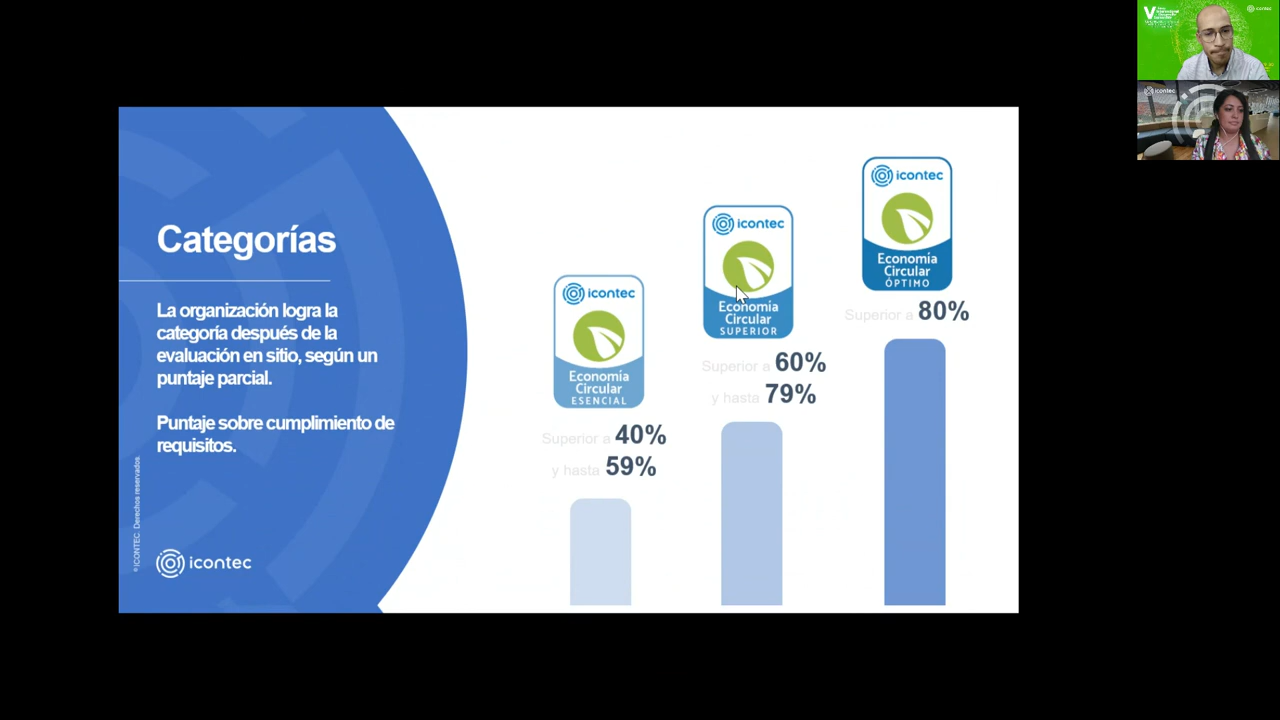 Categorías
La organización logra la
categoría después de la
evaluación en sitio, según un
puntaje parcial.
Puntaje sobre cumplimiento de
requisitos.
© ICONTEC. Derechos reservados.
icontec
icontec
Economía
Circular
ESENCIAL
Superior a 40%
y hasta 59%
icontec
Economía
Circular
SUPERIOR
Superior a 60%
y hasta 79%
icontec
Economía
Circular
ÓPTIMO
Superior a 80%
icontec
icontec